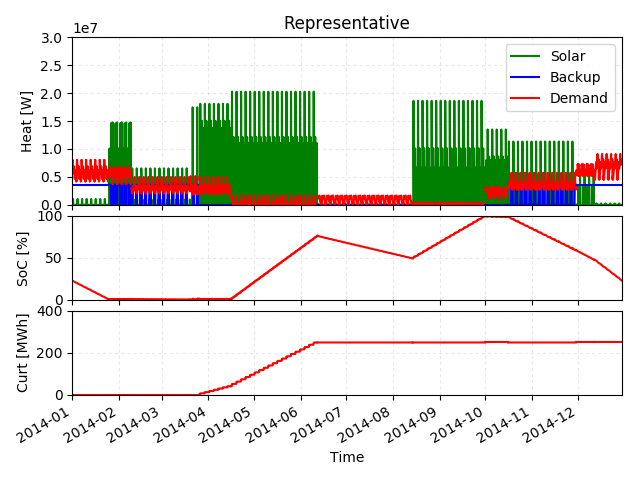 Representative
1e7
3.0
2.5
2.0
1.5
1.0
0.5
0.0
Heat [W]
Solar
Backup
Demand
100
50
0
SoC [%]
400
200
0
Curt [MWh]
2014-01
2014-02
2014-03
2014-04
2014-05
2014-06
2014-07
2014-08
2014-09
2014-10
2014-11
2014-12
Time